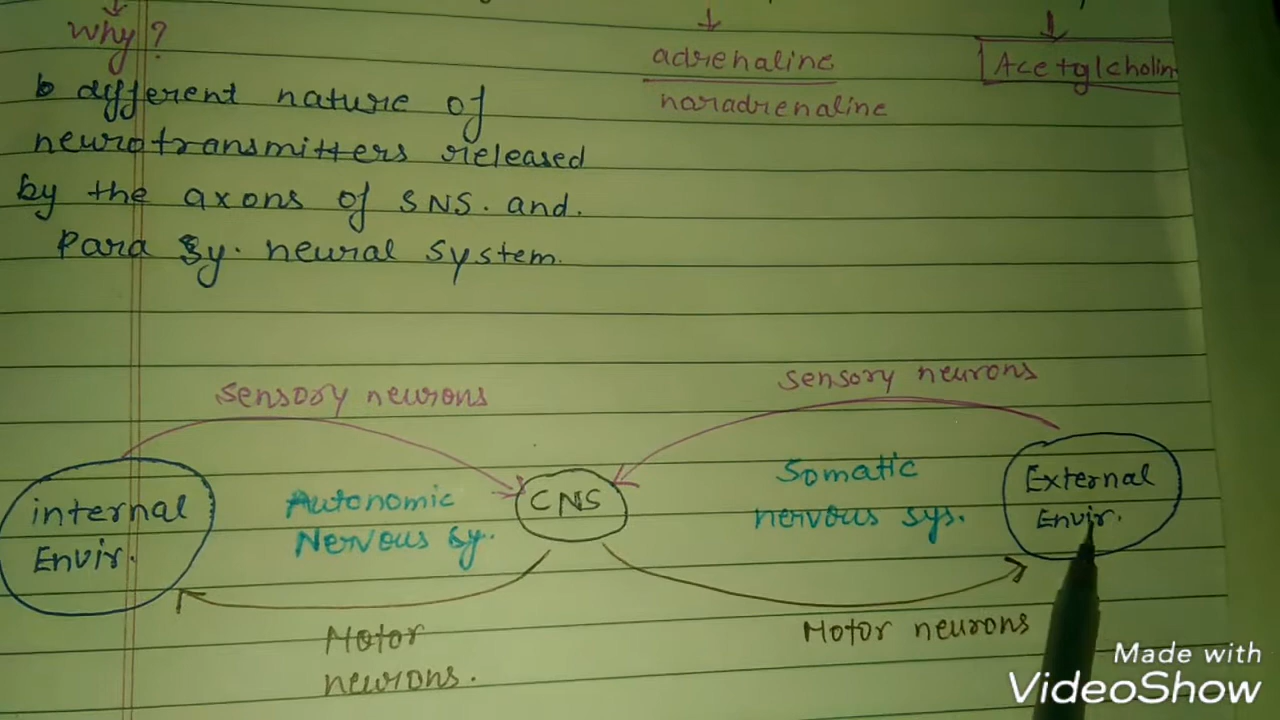 Why?
adrenaline
Acetylcholin
different nature of
noradrenaline
neurotransmitters released
by the axons of SNS. and.
Para Sy. neural system.
Sensory neurons
Sensory neurons
internal
Envir.
Autonomic
Nervous Sy.
CNS
Somatic
nervous sys.
External
Envir.
Motor
neurons.
Motor neurons
Made with
VideoShow